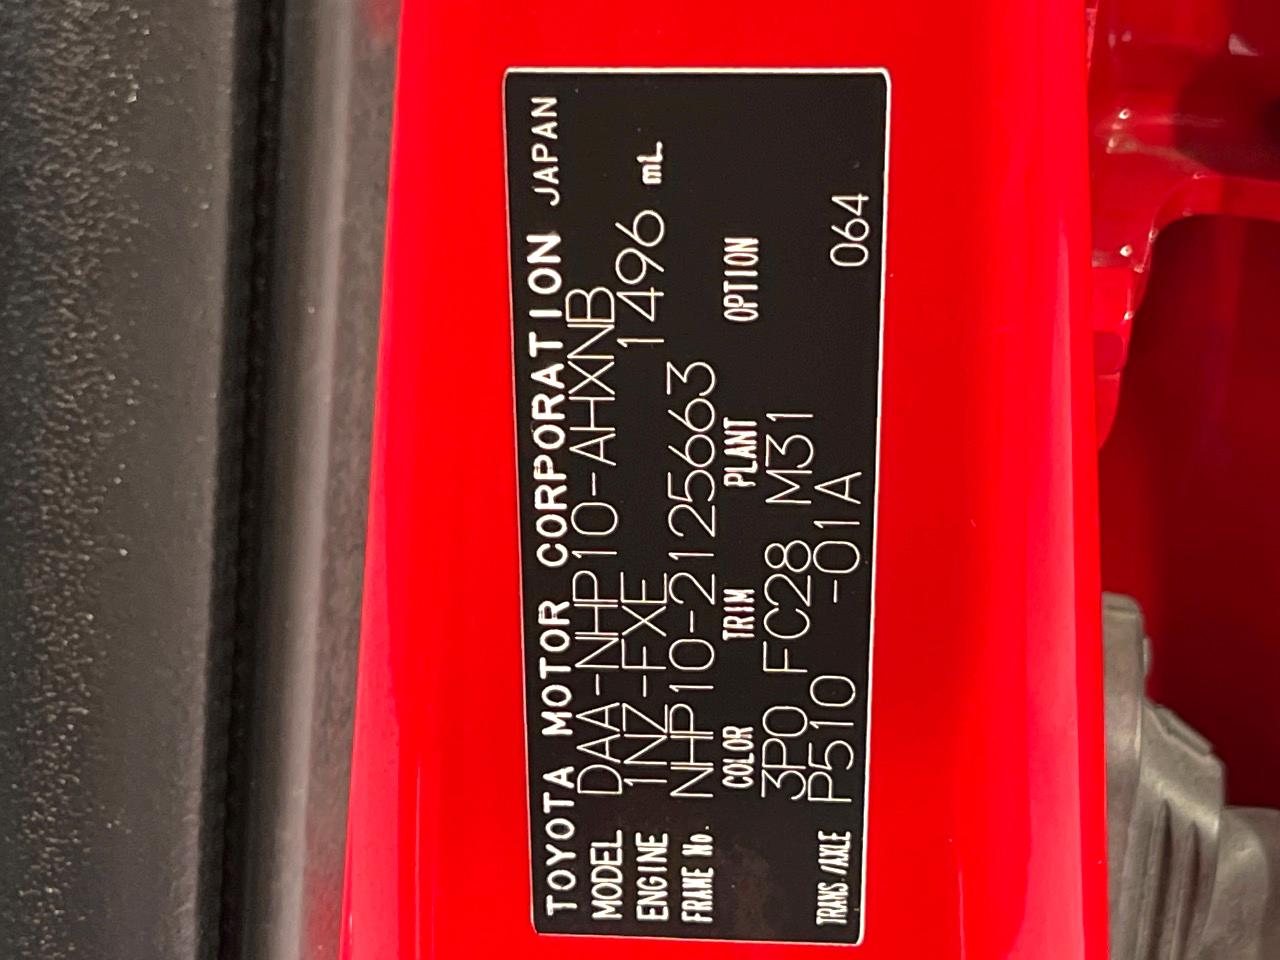 TOYOTA MOTOR CORPORATION JAPAN
MODEL DAA-NHP10-AHXNB
ENGINE 1NZ-FXE 1496 mL
FRAME No. NHP10-2125663
COLOR TRIM PLANT OPTION
3P0 FC28 M31
TRANS./AXLE P510 -01A 064